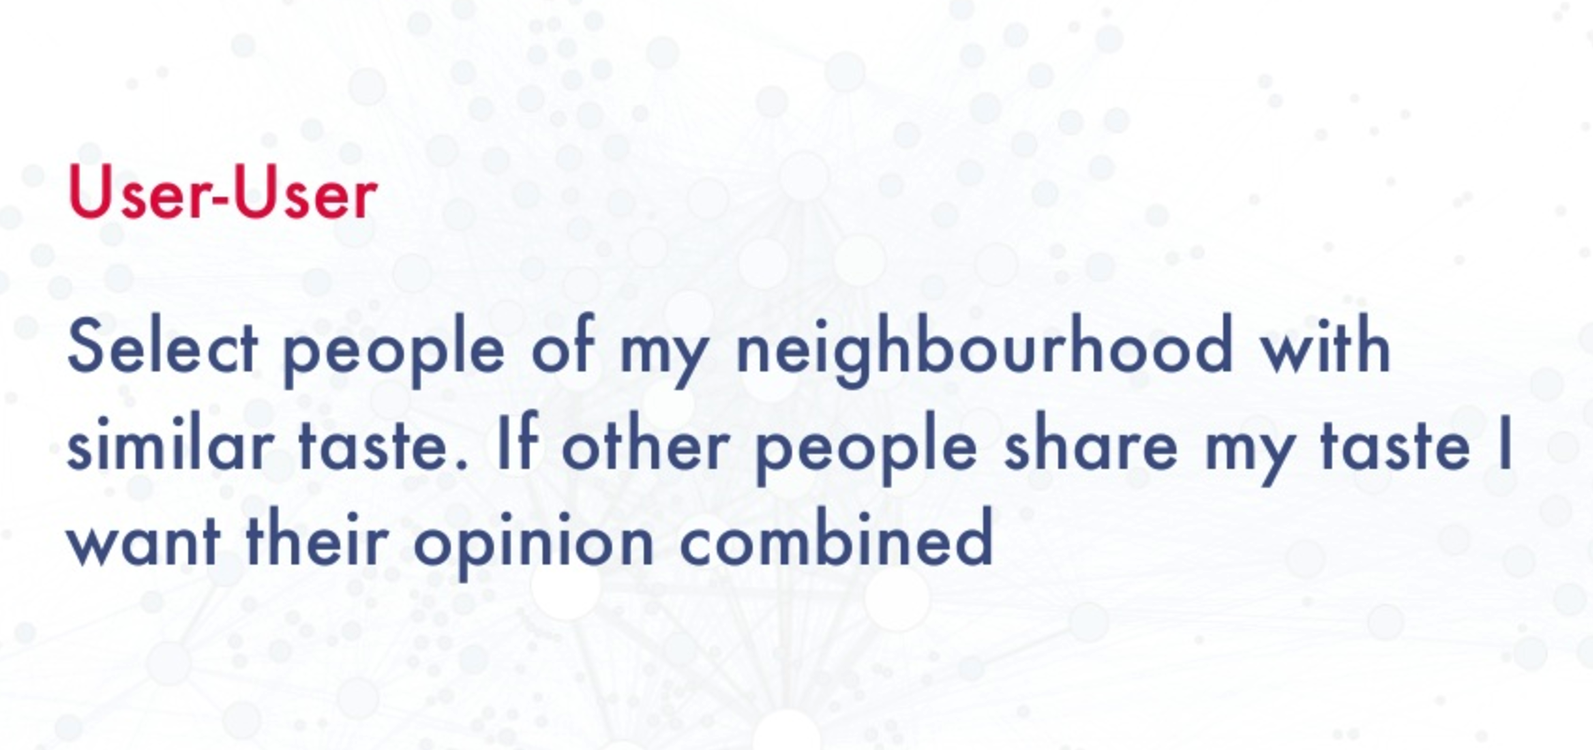 User-User
Select people of my neighbourhood with
similar taste. If other people share my taste I
want their opinion combined